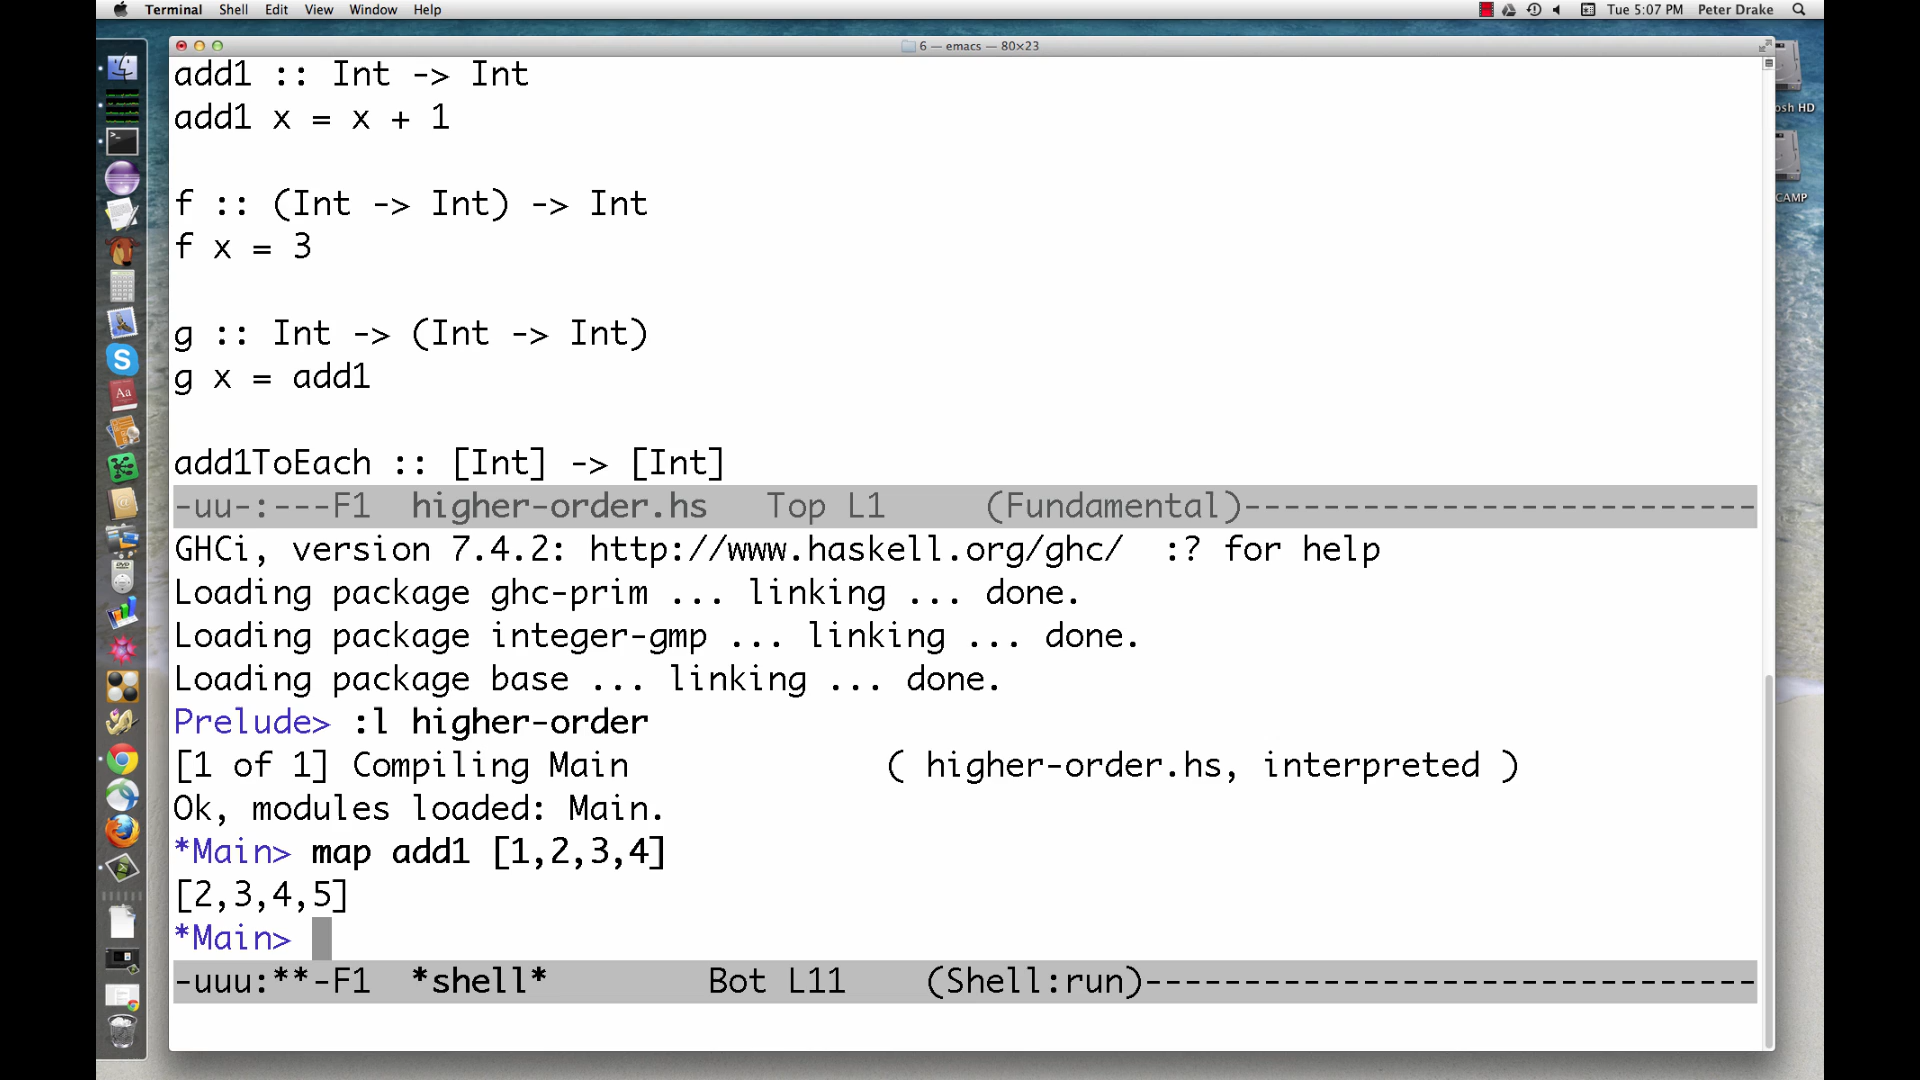 Terminal Shell Edit View Window Help Tue 5:07 PM Peter Drake
6 — emacs — 80×23
add1 :: Int -> Int
add1 x = x + 1
f :: (Int -> Int) -> Int
f x = 3
g :: Int -> (Int -> Int)
g x = add1
add1ToEach :: [Int] -> [Int]
-uu-:---F1 higher-order.hs Top L1 (Fundamental)--------------------------
GHCi, version 7.4.2: http://www.haskell.org/ghc/ :? for help
Loading package ghc-prim ... linking ... done.
Loading package integer-gmp ... linking ... done.
Loading package base ... linking ... done.
Prelude> :l higher-order
[1 of 1] Compiling Main ( higher-order.hs, interpreted )
Ok, modules loaded: Main.
*Main> map add1 [1,2,3,4]
[2,3,4,5]
*Main>
-uuu:**-F1 *shell* Bot L11 (Shell:run)-------------------------------
osh HD
CAMP